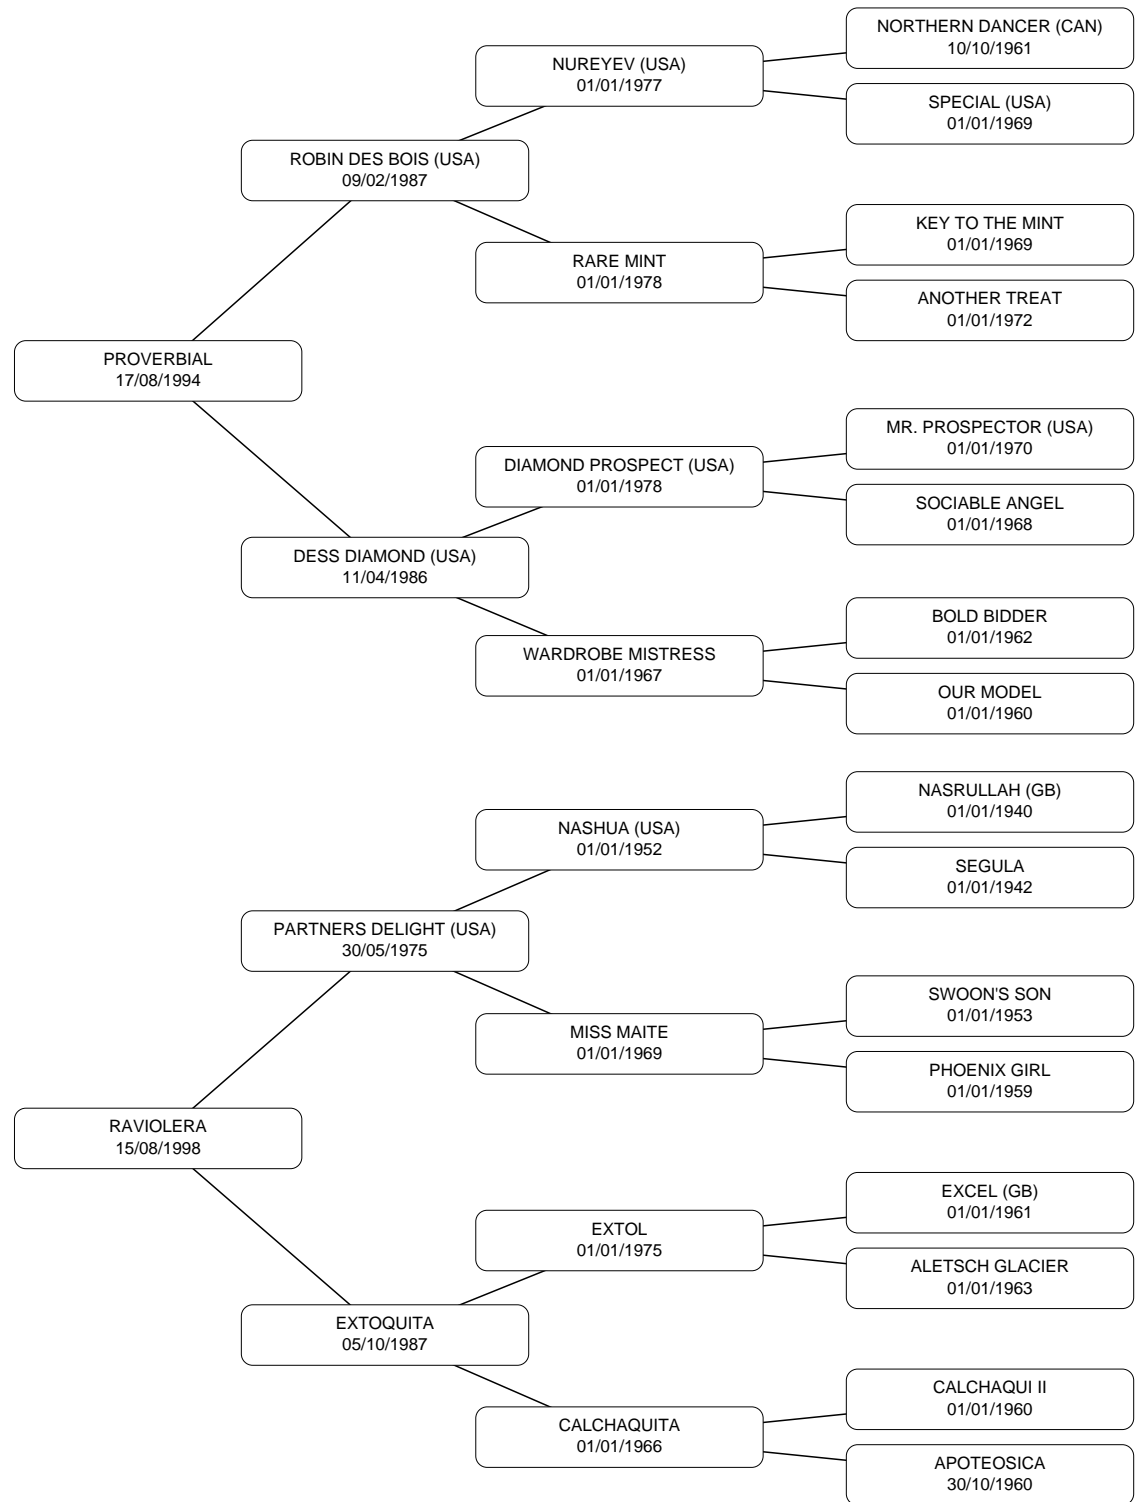 NORTHERN DANCER (CAN)
10/10/1961
NUREYEV (USA)
01/01/1977
SPECIAL (USA)
01/01/1969
ROBIN DES BOIS (USA)
09/02/1987
KEY TO THE MINT
01/01/1969
RARE MINT
01/01/1978
ANOTHER TREAT
01/01/1972
PROVERBIAL
17/08/1994
MR. PROSPECTOR (USA)
01/01/1970
DIAMOND PROSPECT (USA)
01/01/1978
SOCIABLE ANGEL
01/01/1968
DESS DIAMOND (USA)
11/04/1986
BOLD BIDDER
01/01/1962
WARDROBE MISTRESS
01/01/1967
OUR MODEL
01/01/1960
NASRULLAH (GB)
01/01/1940
NASHUA (USA)
01/01/1952
SEGULA
01/01/1942
PARTNERS DELIGHT (USA)
30/05/1975
SWOON'S SON
01/01/1953
MISS MAITE
01/01/1969
PHOENIX GIRL
01/01/1959
RAVIOLERA
15/08/1998
EXCEL (GB)
01/01/1961
EXTOL
01/01/1975
ALETSCH GLACIER
01/01/1963
EXTOQUITA
05/10/1987
CALCHAQUI II
01/01/1960
CALCHAQUITA
01/01/1966
APOTEOSICA
30/10/1960